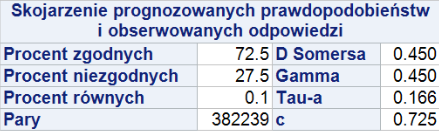 Skojarzenie prognozowanych prawdopodobieństw
i obserwowanych odpowiedzi
Procent zgodnych 72.5 D Somersa 0.450
Procent niezgodnych 27.5 Gamma 0.450
Procent równych 0.1 Tau-a 0.166
Pary 382239 c 0.725